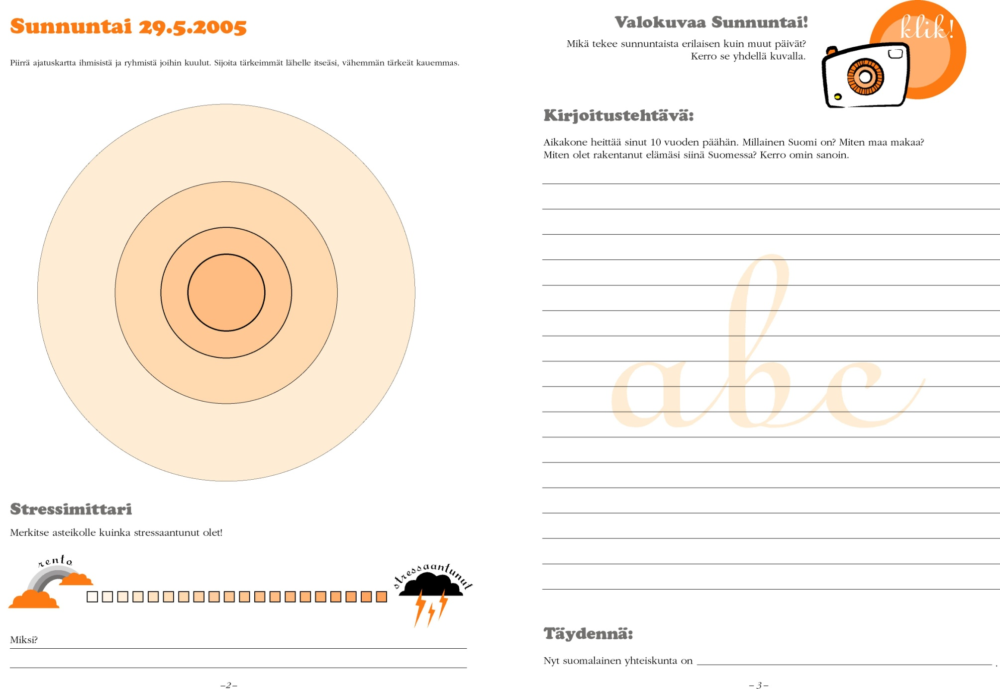 Sunnuntai 29.5.2005
Piirrä ajatuskartta ihmisistä ja ryhmistä joihin kuulut. Sijoita tärkeimmät lähelle itseäsi, vähemmän tärkeät kauemmas.
Stressimittari
Merkitse asteikolle kuinka stressaantunut olet!
rento
stressaantunut
Miksi?
–2–
Valokuvaa Sunnuntai!
klik!
Mikä tekee sunnuntaista erilaisen kuin muut päivät?
Kerro se yhdellä kuvalla.
Kirjoitustehtävä:
Aikakone heittää sinut 10 vuoden päähän. Millainen Suomi on? Miten maa makaa?
Miten olet rakentanut elämäsi siinä Suomessa? Kerro omin sanoin.
abc
Täydennä:
Nyt suomalainen yhteiskunta on .
–3–